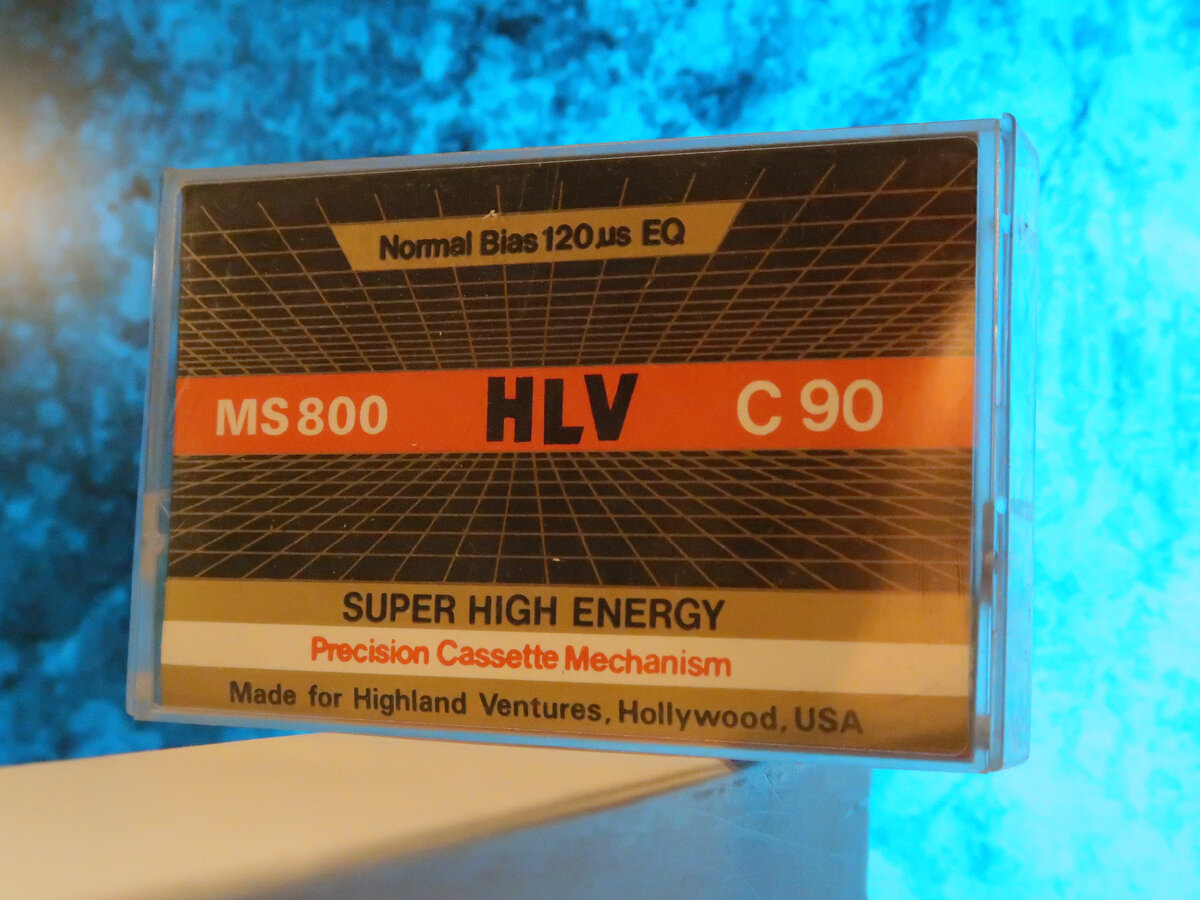 Normal Bias 120 µs EQ
MS 800 HLV C 90
SUPER HIGH ENERGY
Precision Cassette Mechanism
Made for Highland Ventures, Hollywood, USA